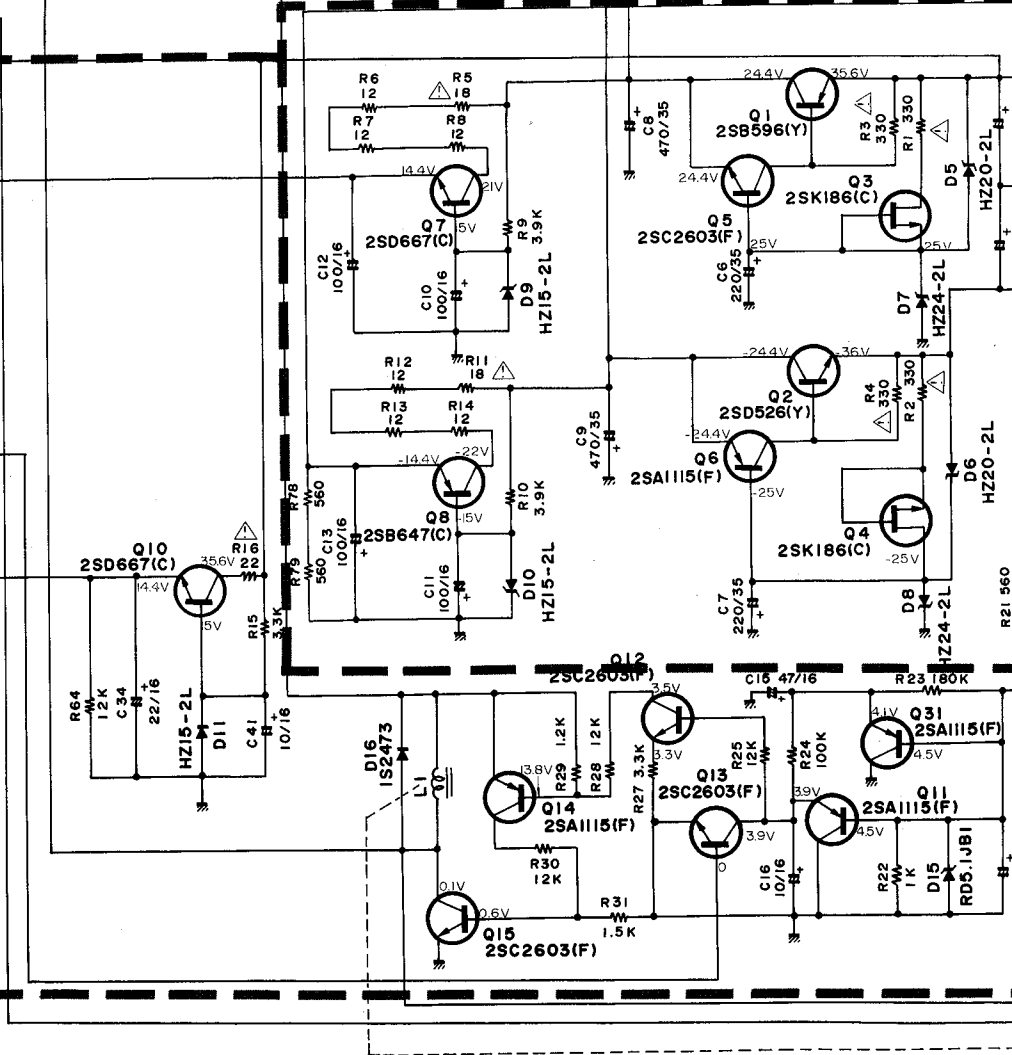 R6
12
R5
18
R7
12
R8
12
14.4V
21V
Q7
2SD667(C)
15V
R9
3.9K
C12
100/16
C10
100/16
D9
HZ15-2L
C8
470/35
24.4V
35.6V
Q1
2SB596(Y)
R3
330
R1
330
24.4V
Q5
2SC2603(F)
25V
Q3
2SK186(C)
25V
D5
HZ20-2L
C6
220/35
D7
HZ24-2L
R12
12
R11
18
R13
12
R14
12
-14.4V
-22V
Q8
2SB647(C)
-15V
R10
3.9K
R78
560
R79
560
C13
100/16
C11
100/16
D10
HZ15-2L
C9
470/35
-24.4V
-36V
Q2
2SD526(Y)
R4
330
R2
330
-24.4V
Q6
2SA1115(F)
-25V
Q4
2SK186(C)
-25V
D6
HZ20-2L
C7
220/35
D8
HZ24-2L
R21 560
Q10
2SD667(C)
35.6V
R16
22
14.4V
15V
R15
3.3K
R64
12K
C34
22/16
HZ15-2L
D11
C41
10/16
Q12
2SC2603(F)
3.5V
3.3V
C15 47/16
R23 180K
4.1V
Q31
2SA1115(F)
4.5V
D16
1S2473
L1
13.8V
Q14
2SA1115(F)
R29
1.2K
R28
12K
R27
3.3K
R25
12K
R24
100K
Q13
2SC2603(F)
3.9V
0
3.9V
Q11
2SA1115(F)
4.5V
R30
12K
C16
10/16
R22
1K
D15
RD5.1JB1
0.1V
0.6V
R31
1.5K
Q15
2SC2603(F)